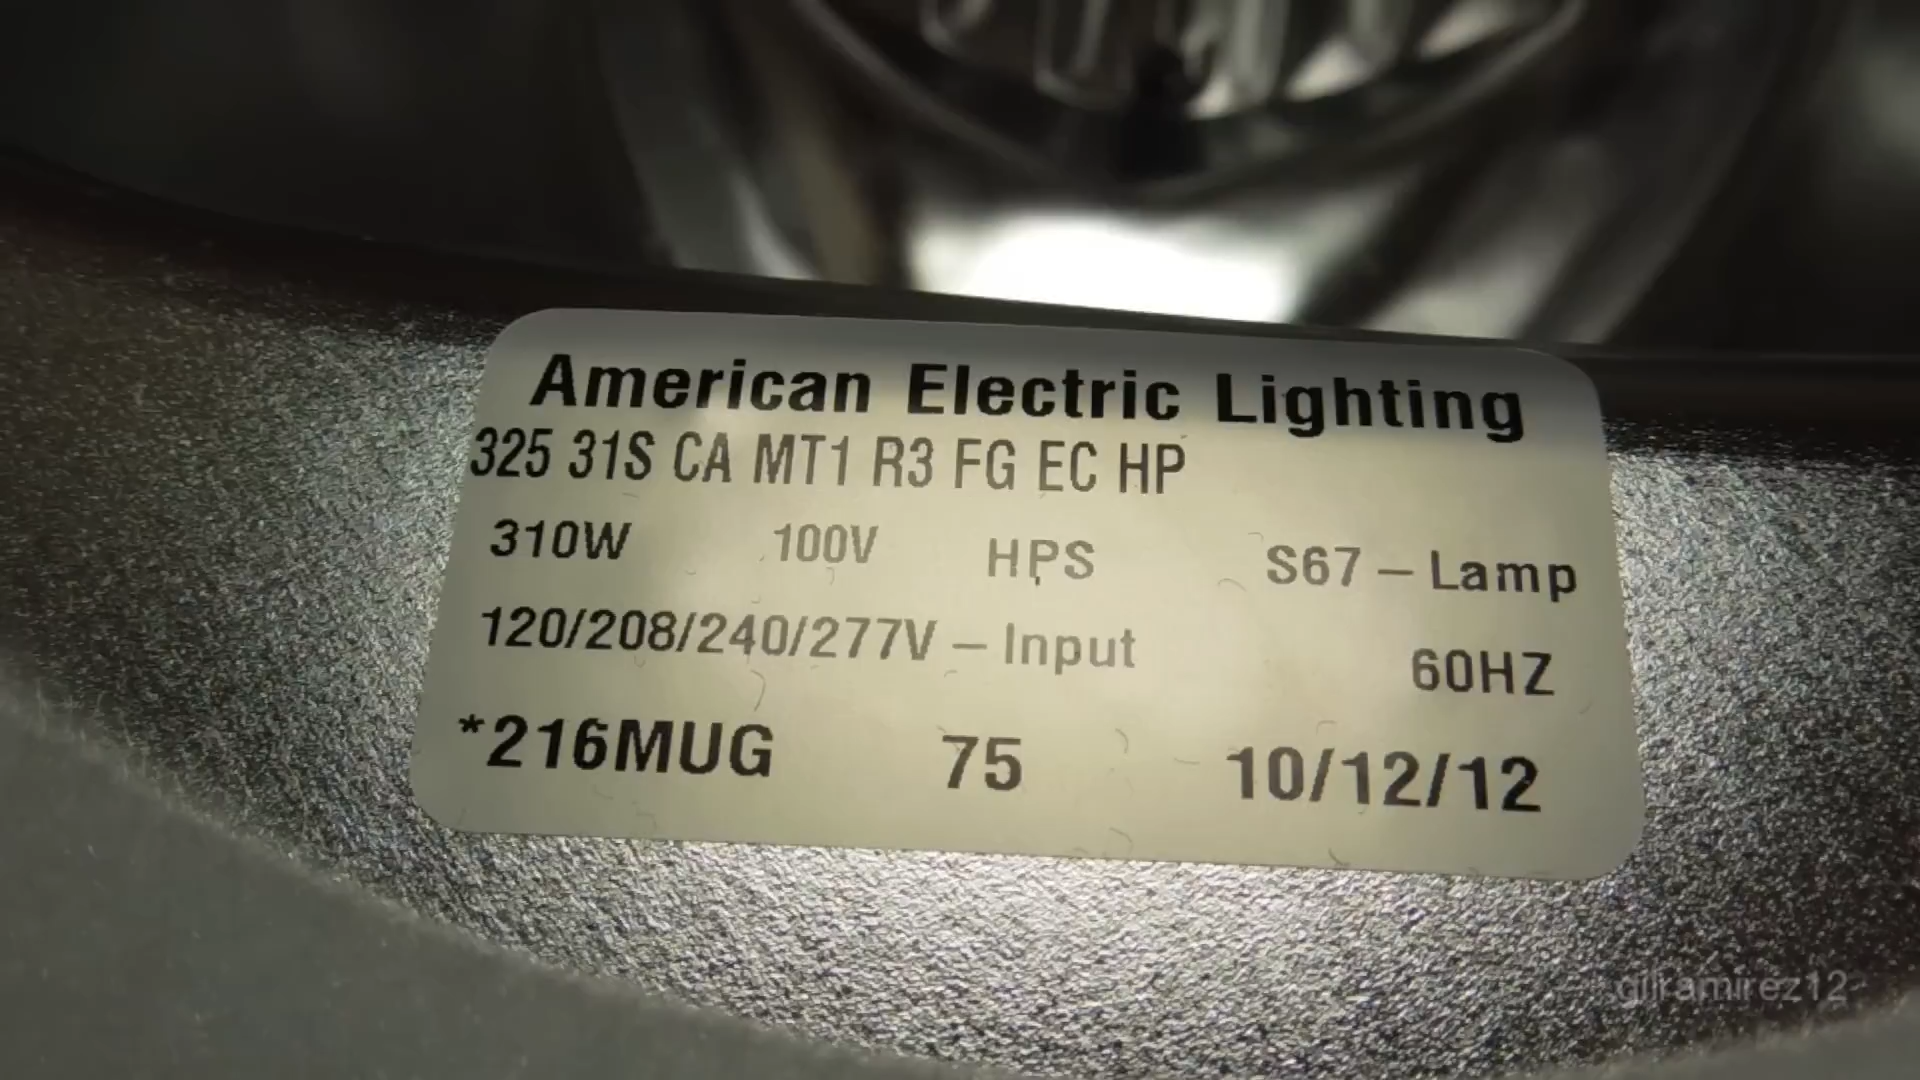 American Electric Lighting
325 31S CA MT1 R3 FG EC HP
310W 100V HPS S67 – Lamp
120/208/240/277V – Input 60HZ
*216MUG 75 10/12/12
gilramirez12